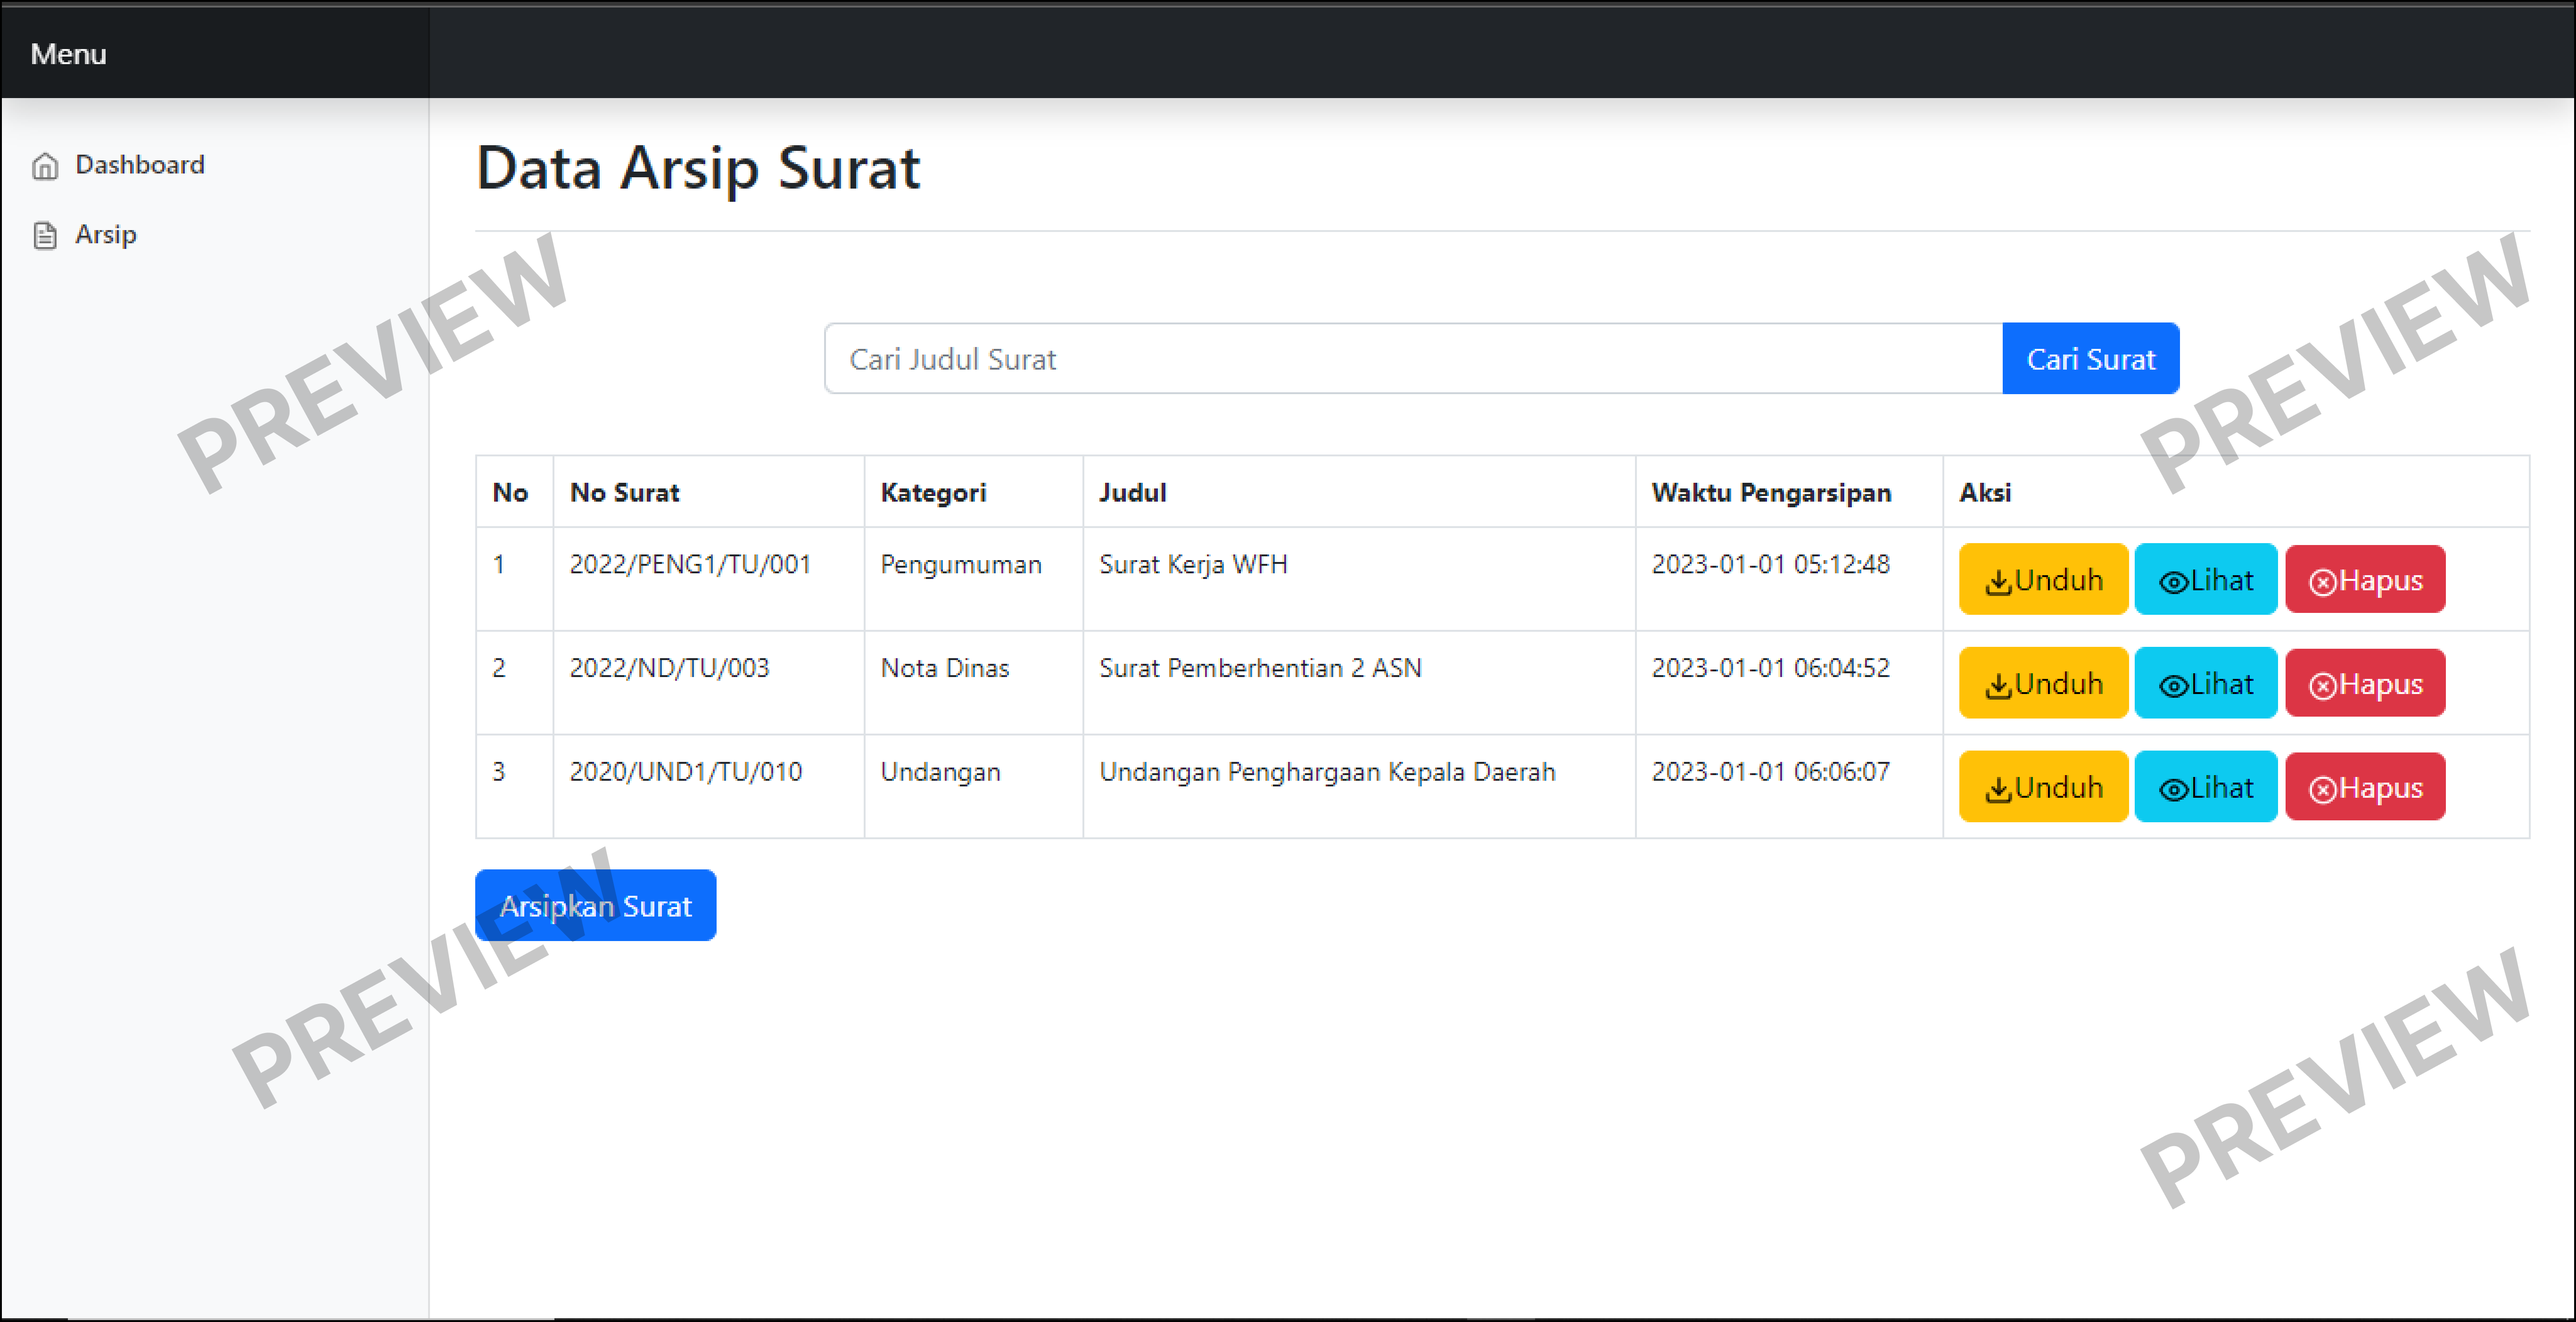 Menu
Dashboard
Arsip
Data Arsip Surat
Cari Judul Surat Cari Surat
No No Surat Kategori Judul Waktu Pengarsipan Aksi
1 2022/PENG1/TU/001 Pengumuman Surat Kerja WFH 2023-01-01 05:12:48 Unduh Lihat Hapus
2 2022/ND/TU/003 Nota Dinas Surat Pemberhentian 2 ASN 2023-01-01 06:04:52 Unduh Lihat Hapus
3 2020/UND1/TU/010 Undangan Undangan Penghargaan Kepala Daerah 2023-01-01 06:06:07 Unduh Lihat Hapus
Arsipkan Surat
PREVIEW
PREVIEW
PREVIEW
PREVIEW